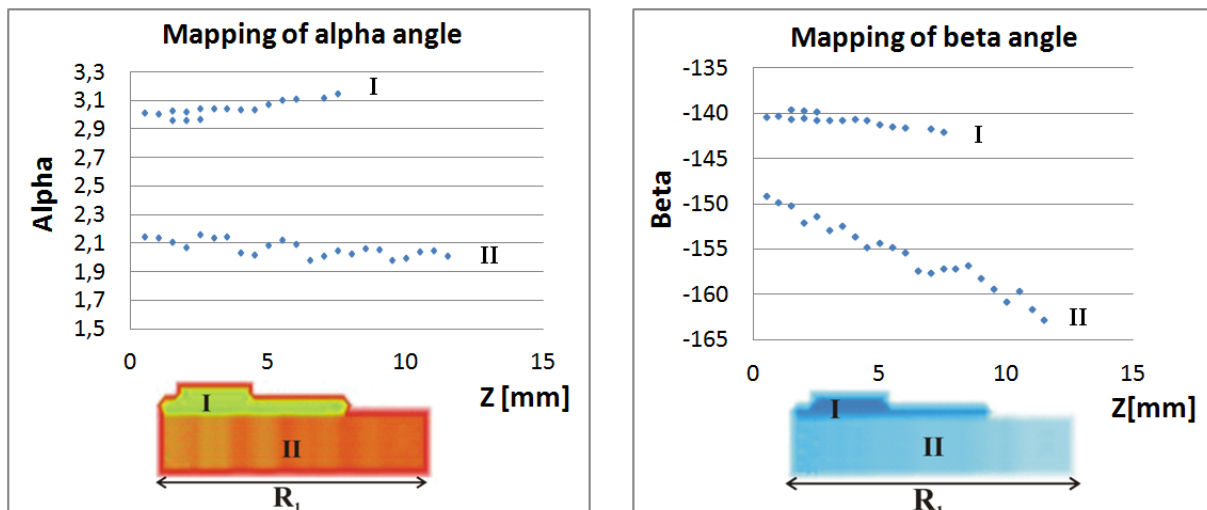 Mapping of alpha angle
Alpha
3,3
3,1
2,9
2,7
2,5
2,3
2,1
1,9
1,7
1,5
I
II
0 5 10 15
Z [mm]
I
II
R₁
Mapping of beta angle
Beta
-135
-140
-145
-150
-155
-160
-165
I
II
0 5 10 15
Z[mm]
I
II
R₁